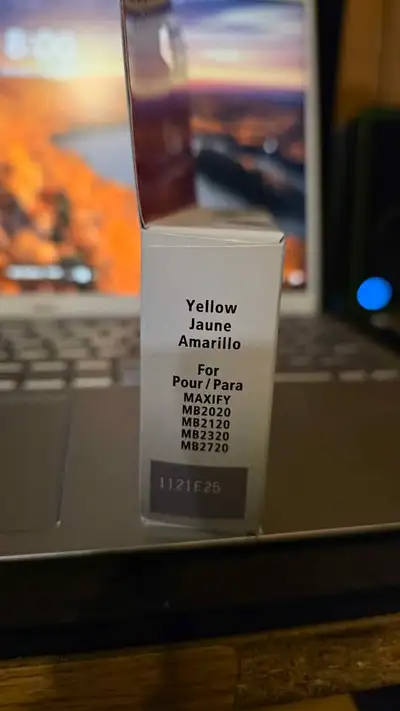 Yellow
Jaune
Amarillo
For
Pour / Para
MAXIFY
MB2020
MB2120
MB2320
MB2720
1121E25